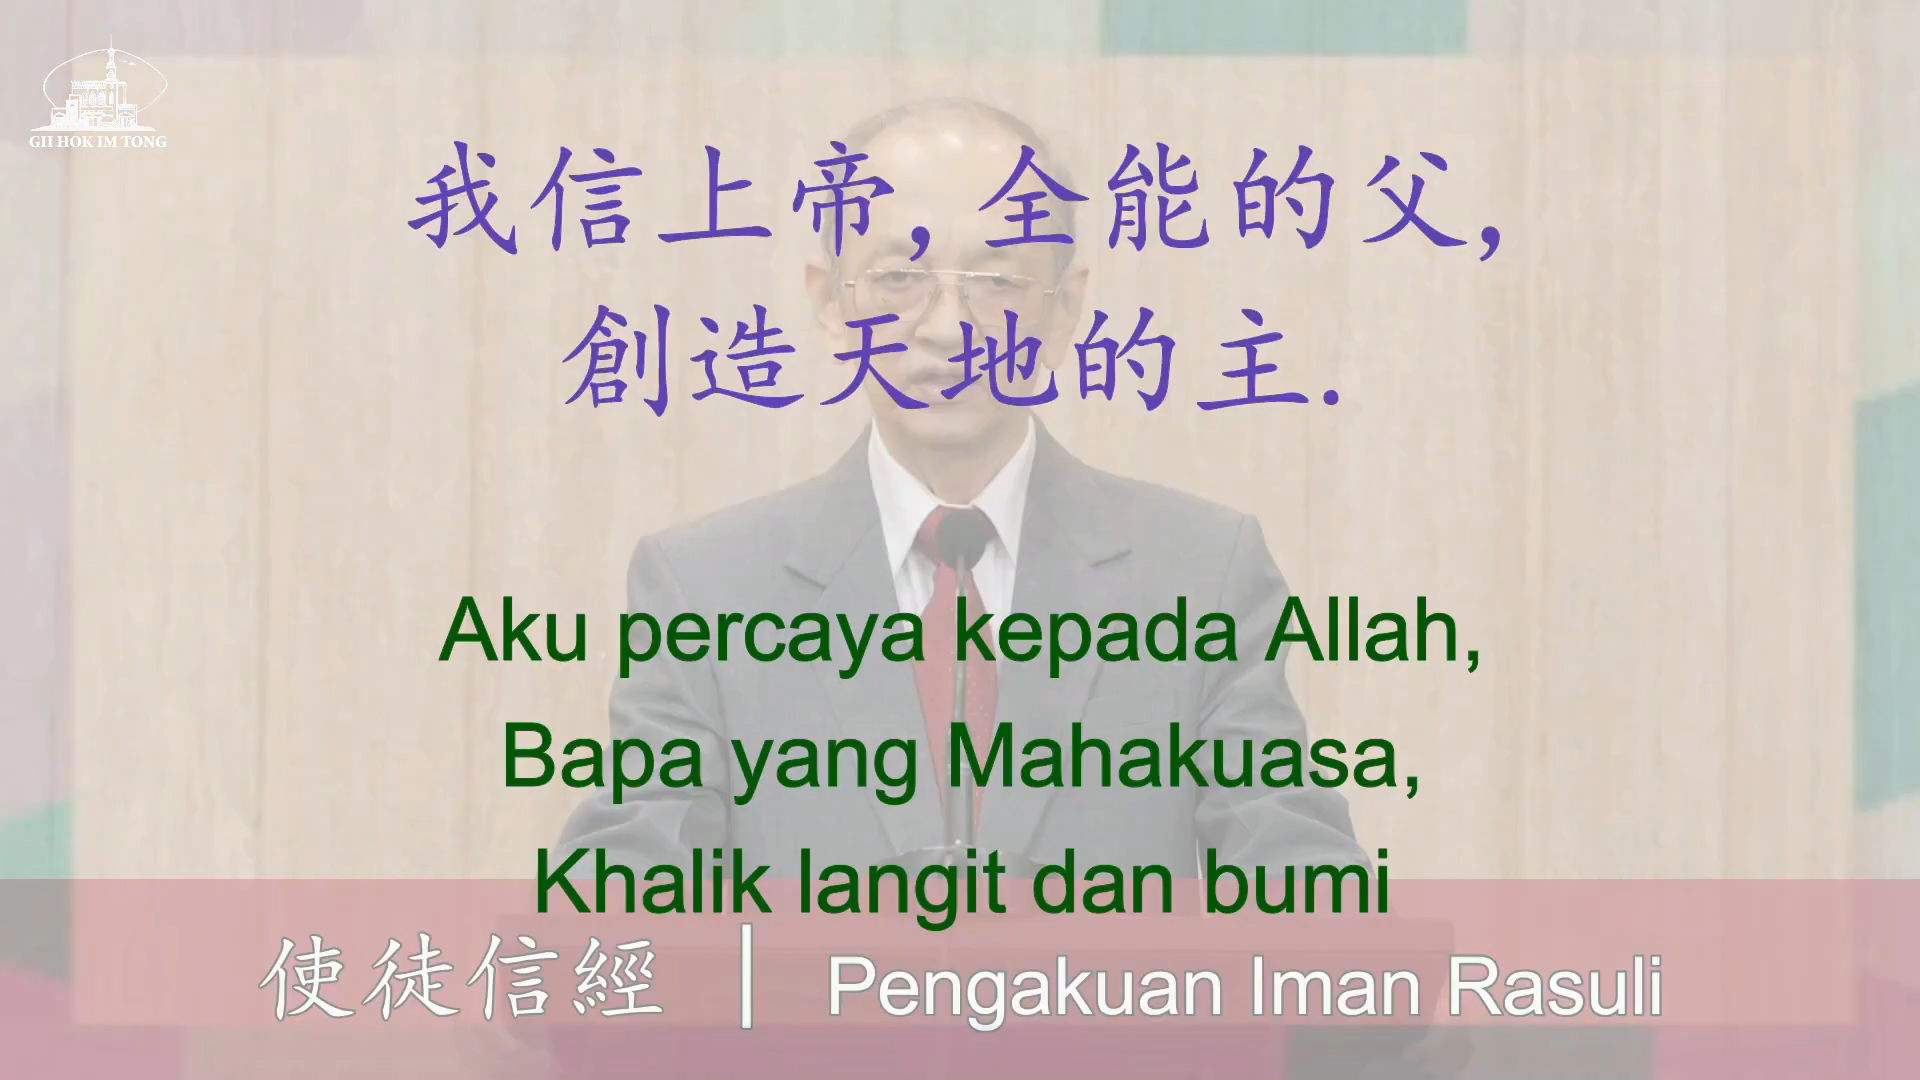 GII HOK IM TONG
我信上帝, 全能的父,
創造天地的主.
Aku percaya kepada Allah,
Bapa yang Mahakuasa,
Khalik langit dan bumi
使徒信經 | Pengakuan Iman Rasuli